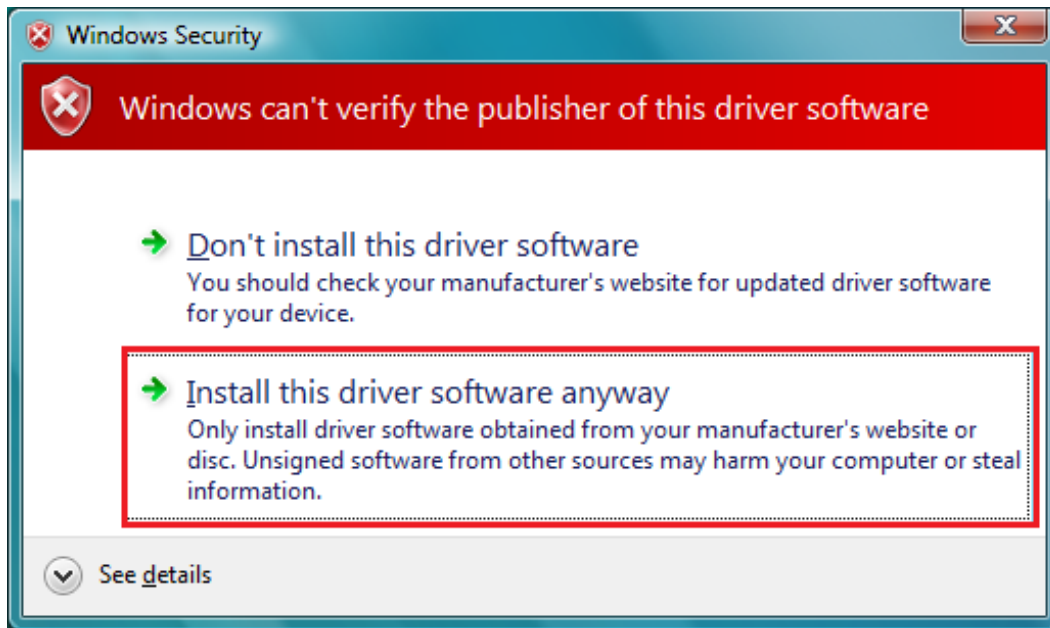 Windows Security
Windows can't verify the publisher of this driver software
Don't install this driver software
You should check your manufacturer's website for updated driver software
for your device.
Install this driver software anyway
Only install driver software obtained from your manufacturer's website or
disc. Unsigned software from other sources may harm your computer or steal
information.
See details